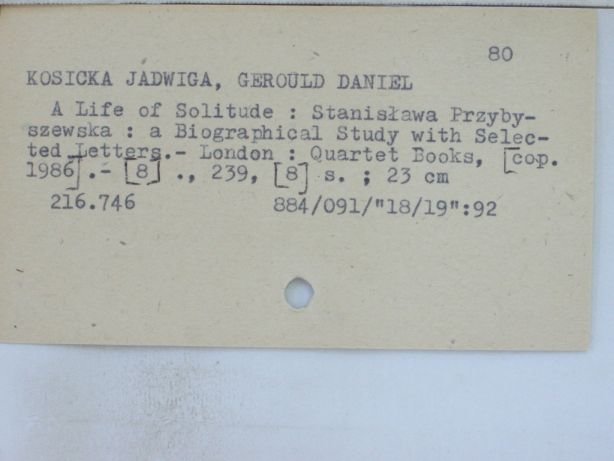 80
KOSICKA JADWIGA, GEROULD DANIEL
A Life of Solitude : Stanisława Przyby-
szewska : a Biographical Study with Selec-
ted Letters.- London : Quartet Books, [cop.
1986].- [8] ., 239, [8] s. ; 23 cm
216.746 884/091/"18/19":92